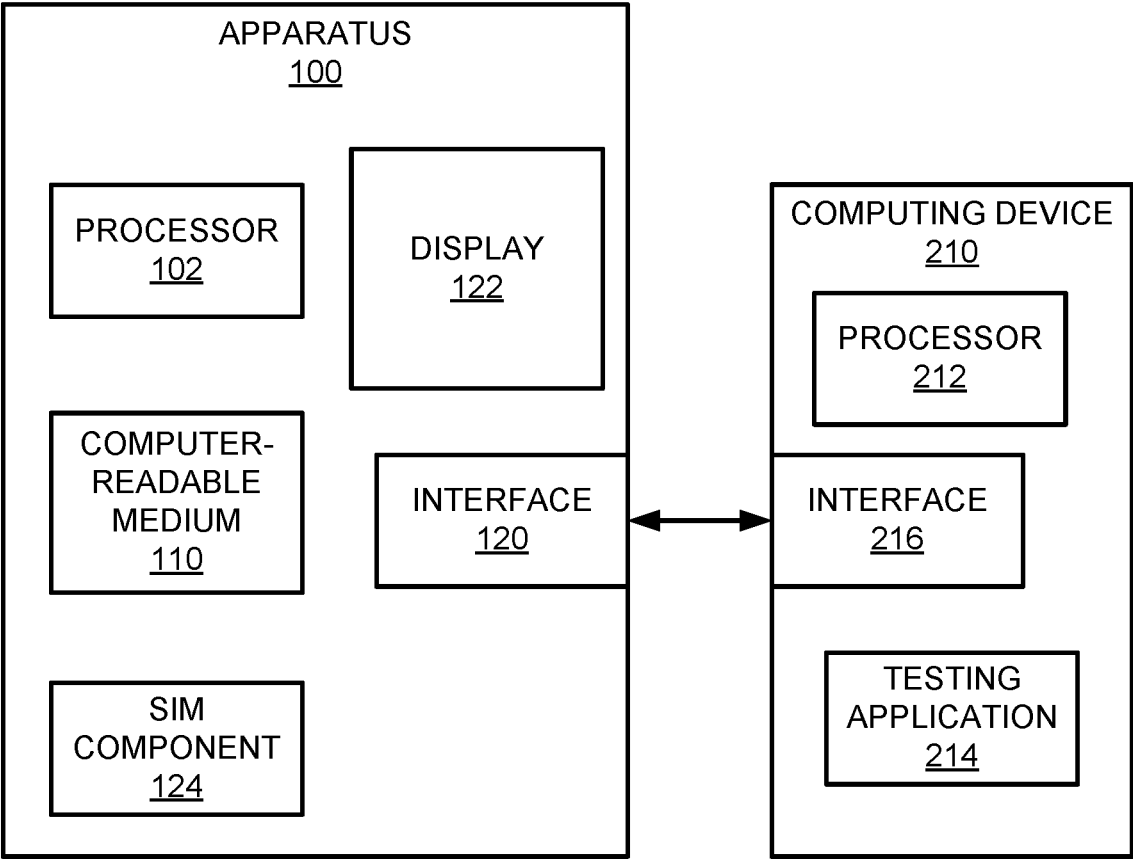 APPARATUS
100
PROCESSOR
102
DISPLAY
122
COMPUTER-
READABLE
MEDIUM
110
INTERFACE
120
SIM
COMPONENT
124
COMPUTING DEVICE
210
PROCESSOR
212
INTERFACE
216
TESTING
APPLICATION
214